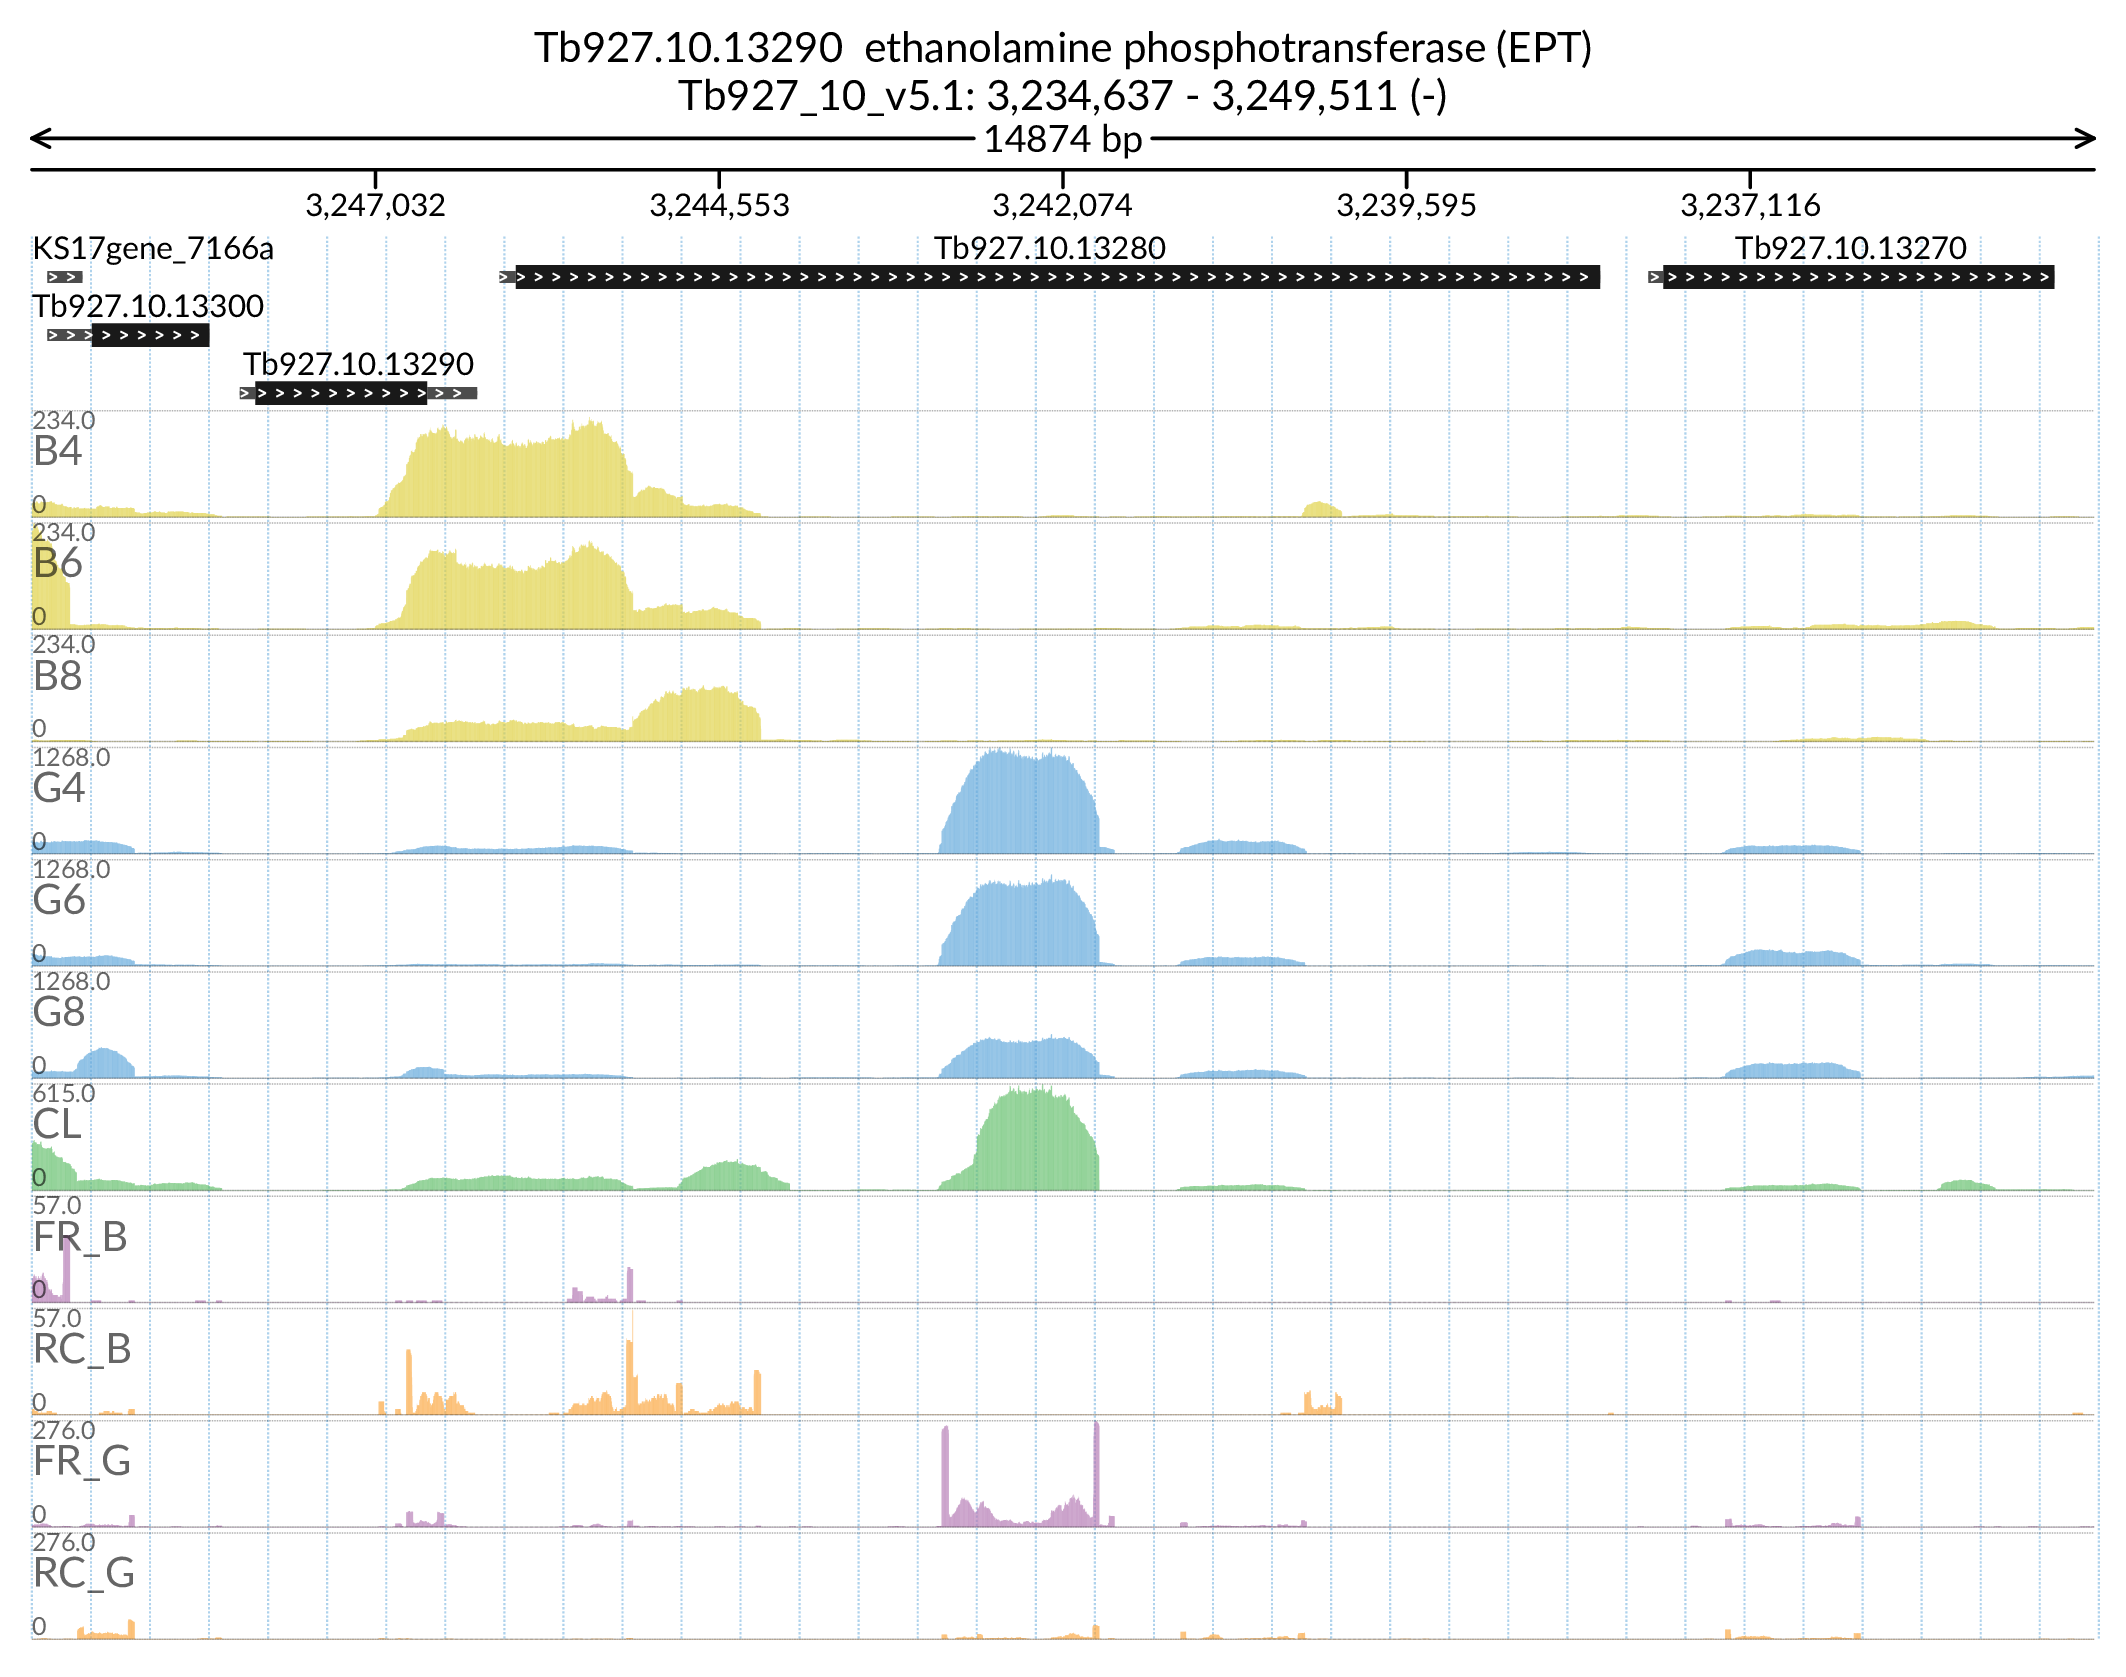 Tb927.10.13290  ethanolamine phosphotransferase (EPT)
Tb927_10_v5.1: 3,234,637 - 3,249,511 (-)
14874 bp
3,247,032 3,244,553 3,242,074 3,239,595 3,237,116
KS17gene_7166a Tb927.10.13280 Tb927.10.13270
Tb927.10.13300
Tb927.10.13290
234.0
B4
0
234.0
B6
0
234.0
B8
0
1268.0
G4
0
1268.0
G6
0
1268.0
G8
0
615.0
CL
0
57.0
FR_B
0
57.0
RC_B
0
276.0
FR_G
0
276.0
RC_G
0